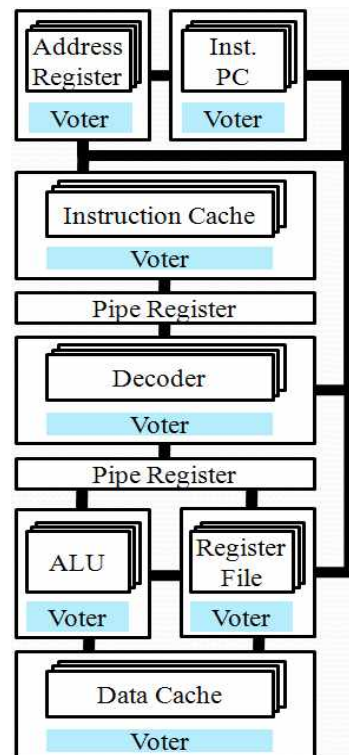 Address
Register
Voter
Inst.
PC
Voter
Instruction Cache
Voter
Pipe Register
Decoder
Voter
Pipe Register
ALU
Voter
Register
File
Voter
Data Cache
Voter